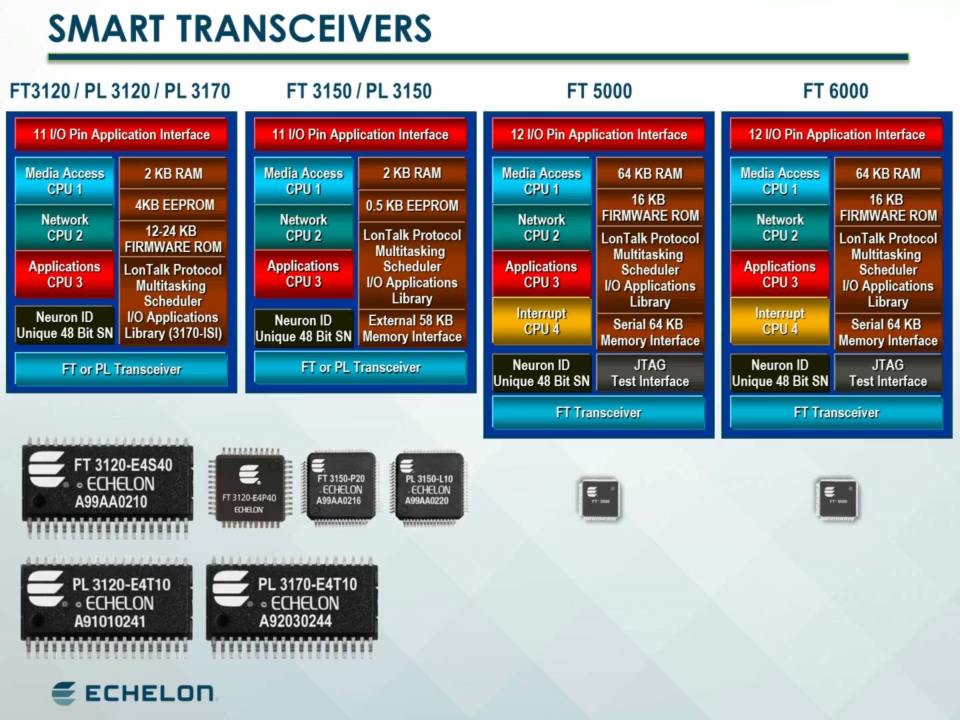 SMART TRANSCEIVERS
FT3120 / PL 3120 / PL 3170
11 I/O Pin Application Interface
Media Access
CPU 1
Network
CPU 2
Applications
CPU 3
Neuron ID
Unique 48 Bit SN
2 KB RAM
4KB EEPROM
12-24 KB
FIRMWARE ROM
LonTalk Protocol
Multitasking
Scheduler
I/O Applications
Library (3170-ISI)
FT or PL Transceiver
FT 3150 / PL 3150
11 I/O Pin Application Interface
Media Access
CPU 1
Network
CPU 2
Applications
CPU 3
Neuron ID
Unique 48 Bit SN
2 KB RAM
0.5 KB EEPROM
LonTalk Protocol
Multitasking
Scheduler
I/O Applications
Library
External 58 KB
Memory Interface
FT or PL Transceiver
FT 5000
12 I/O Pin Application Interface
Media Access
CPU 1
Network
CPU 2
Applications
CPU 3
Interrupt
CPU 4
Neuron ID
Unique 48 Bit SN
64 KB RAM
16 KB
FIRMWARE ROM
LonTalk Protocol
Multitasking
Scheduler
I/O Applications
Library
Serial 64 KB
Memory Interface
JTAG
Test Interface
FT Transceiver
FT 6000
12 I/O Pin Application Interface
Media Access
CPU 1
Network
CPU 2
Applications
CPU 3
Interrupt
CPU 4
Neuron ID
Unique 48 Bit SN
64 KB RAM
16 KB
FIRMWARE ROM
LonTalk Protocol
Multitasking
Scheduler
I/O Applications
Library
Serial 64 KB
Memory Interface
JTAG
Test Interface
FT Transceiver
FT 3120-E4S40
® © ECHELON
A99AA0210
FT 3120-E4P40
ECHELON
FT 3150-P20
ECHELON
A99AA0216
PL 3150-L10
ECHELON
A99AA0220
FT 5000
FT 6000
PL 3120-E4T10
® © ECHELON
A91010241
PL 3170-E4T10
® © ECHELON
A92030244
ECHELON